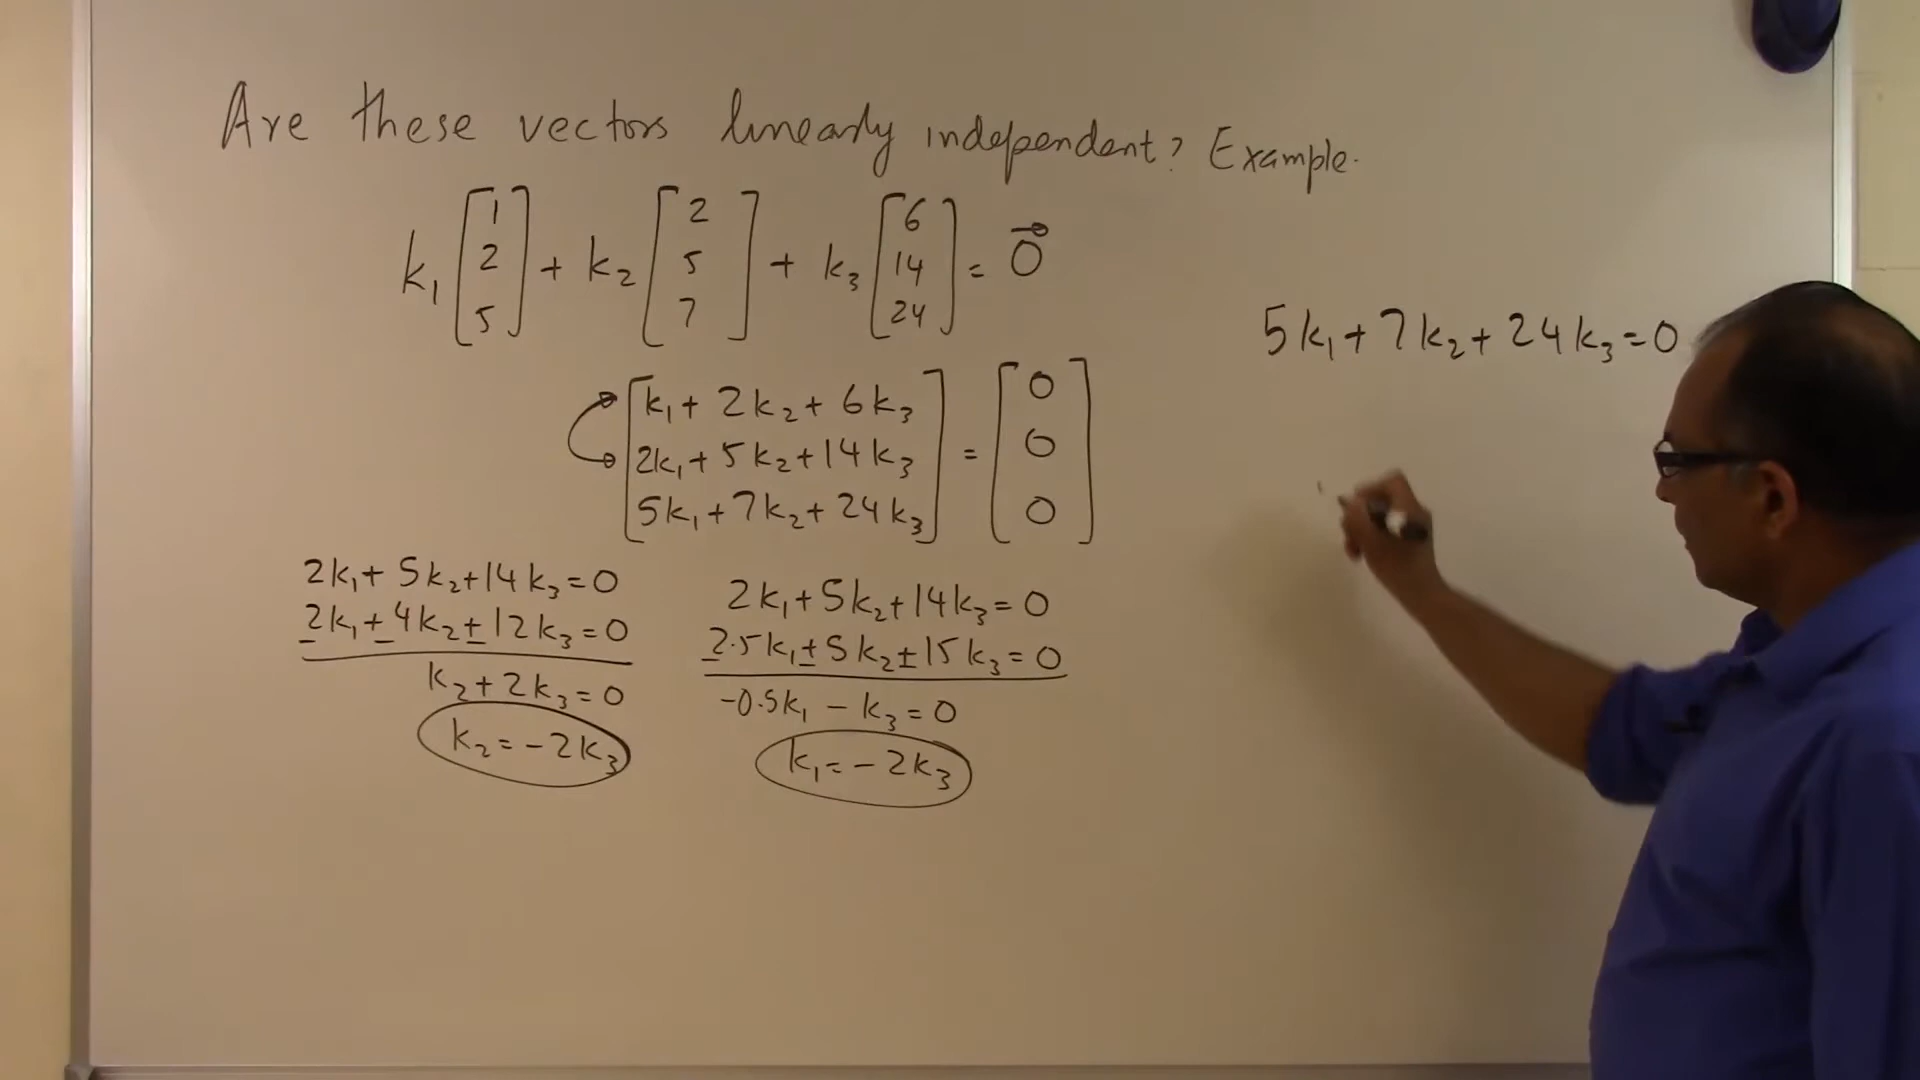 Are these vectors linearly independent? Example.
k₁ [1 2 5] + k₂ [2 5 7] + k₃ [6 14 24] = 0⃗
[k₁ + 2k₂ + 6k₃] = [0]
[2k₁ + 5k₂ + 14k₃] = [0]
[5k₁ + 7k₂ + 24k₃] = [0]
2k₁ + 5k₂ + 14k₃ = 0
2k₁ ± 4k₂ ± 12k₃ = 0
k₂ + 2k₃ = 0
k₂ = -2k₃
2k₁ + 5k₂ + 14k₃ = 0
2.5k₁ ± 5k₂ ± 15k₃ = 0
-0.5k₁ - k₃ = 0
k₁ = -2k₃
5k₁ + 7k₂ + 24k₃ = 0